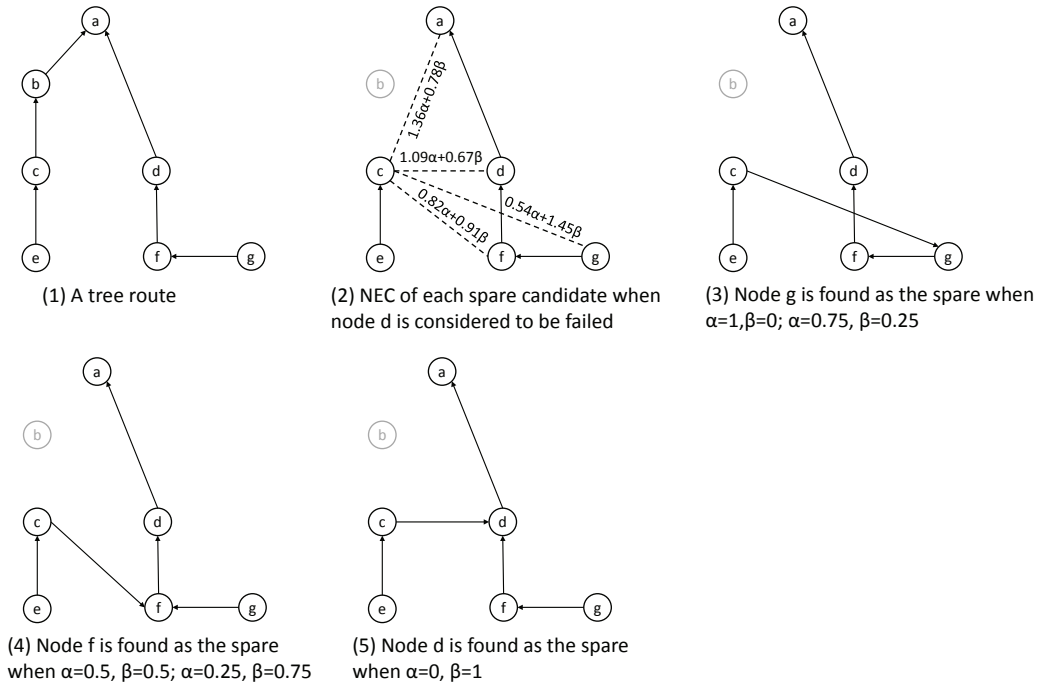 a
b
c
d
e
f
g
(1) A tree route
a
b
1.36α+0.78β
c
1.09α+0.67β
d
0.82α+0.91β
0.54α+1.45β
e
f
g
(2) NEC of each spare candidate when
node d is considered to be failed
a
b
c
d
e
f
g
(3) Node g is found as the spare when
α=1,β=0; α=0.75, β=0.25
a
b
c
d
e
f
g
(4) Node f is found as the spare
when α=0.5, β=0.5; α=0.25, β=0.75
a
b
c
d
e
f
g
(5) Node d is found as the spare
when α=0, β=1